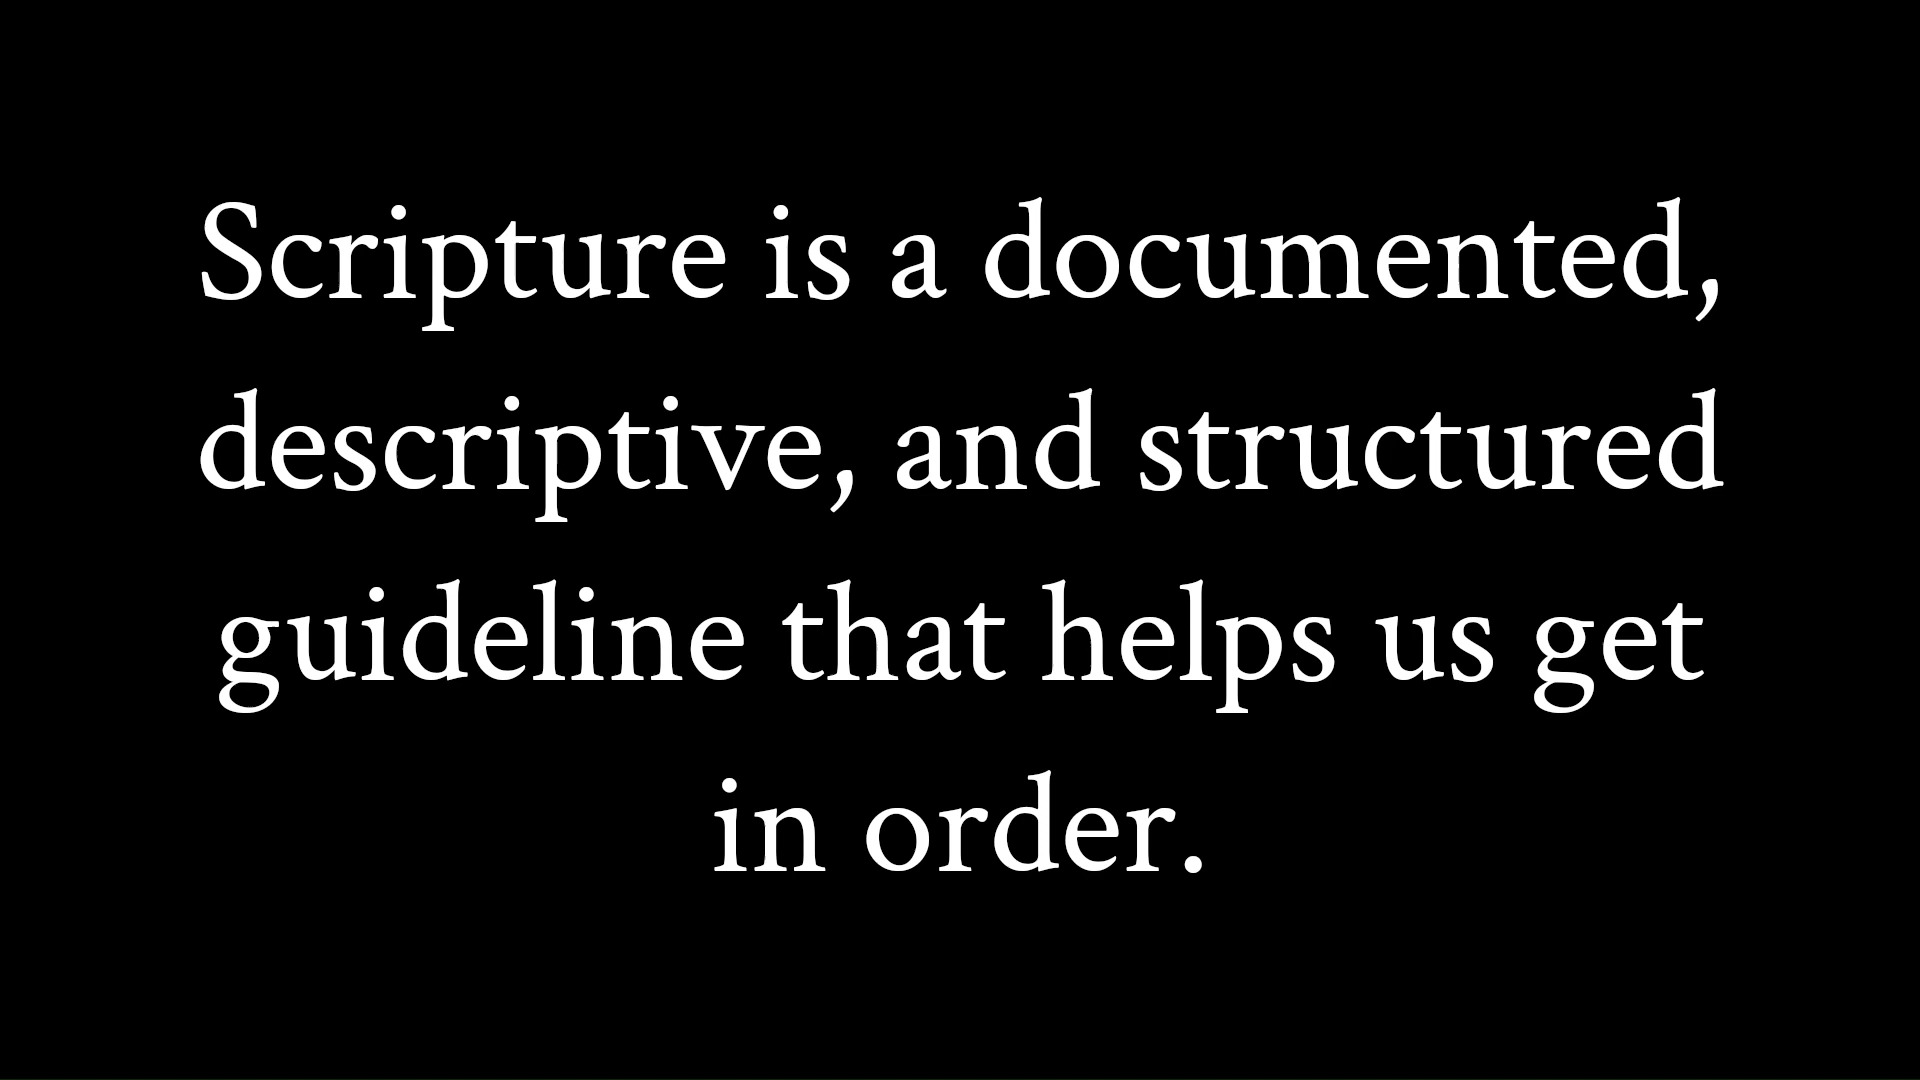 Scripture is a documented,
descriptive, and structured
guideline that helps us get
in order.